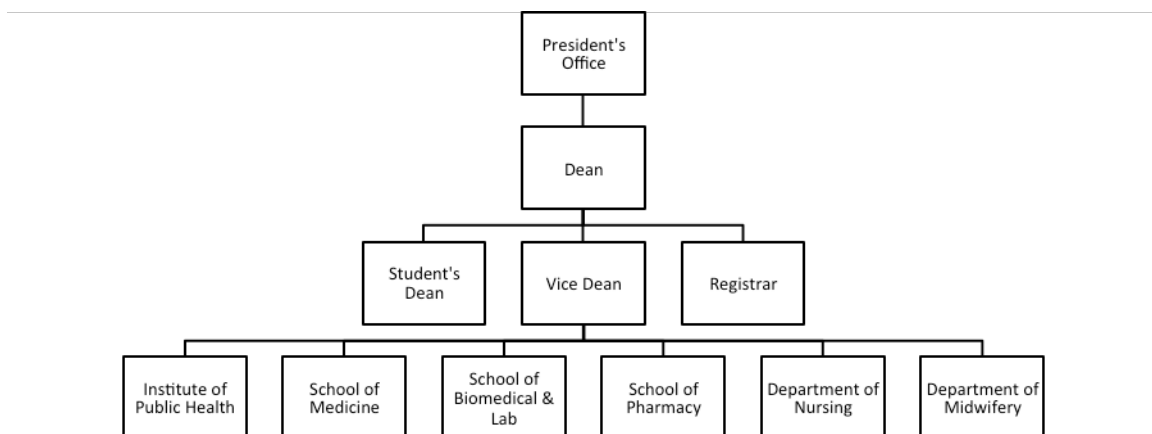 President's
Office
Dean
Student's
Dean
Vice Dean
Registrar
Institute of
Public Health
School of
Medicine
School of
Biomedical &
Lab
School of
Pharmacy
Department of
Nursing
Department of
Midwifery